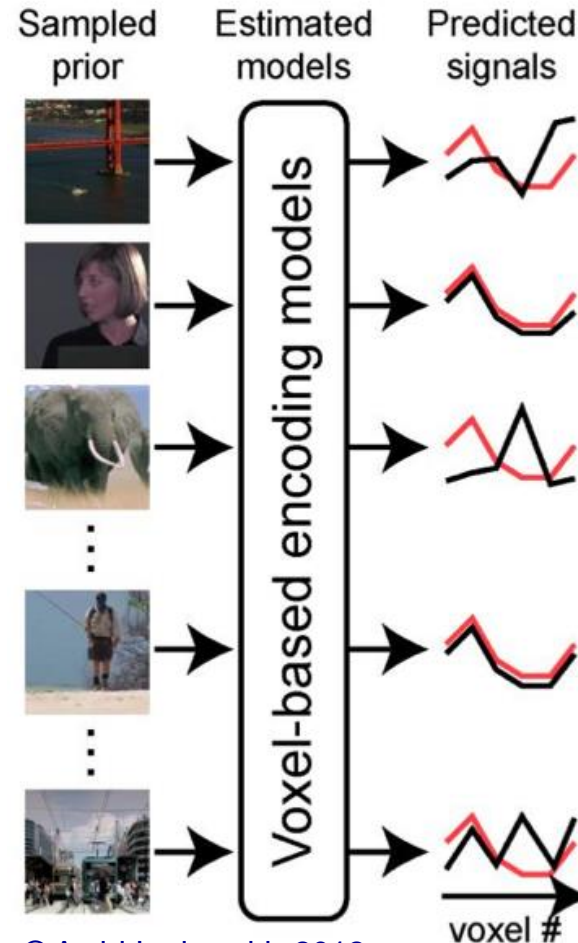 Sampled
prior
Estimated
models
Predicted
signals
Voxel-based encoding models
voxel #